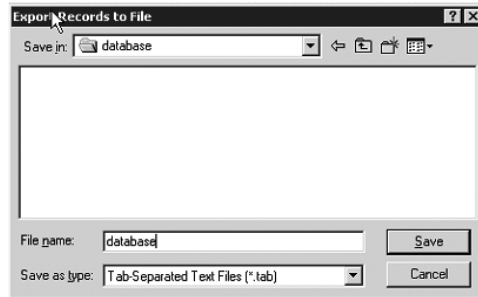 Export Records to File
Save in: database
File name: database
Save
Save as type: Tab-Separated Text Files (*.tab)
Cancel